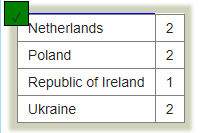 Netherlands 2
Poland 2
Republic of Ireland 1
Ukraine 2